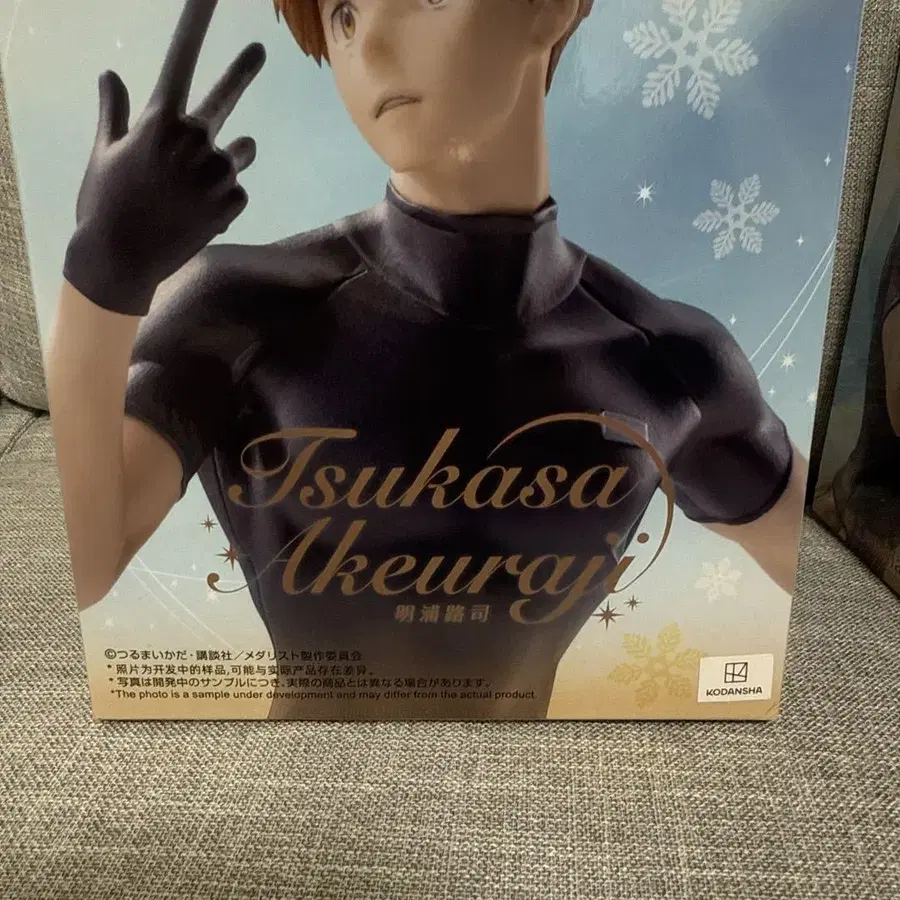 Tsukasa
Akeuraji
明浦路司
©つるまいかだ・講談社／メダリスト製作委員会
*照片为开发中的样品,可能与实际产品存在差异。
*写真は開発中のサンプルにつき、実際の商品とは異なる場合があります。
*The photo is a sample under development and may differ from the actual product.
KODANSHA